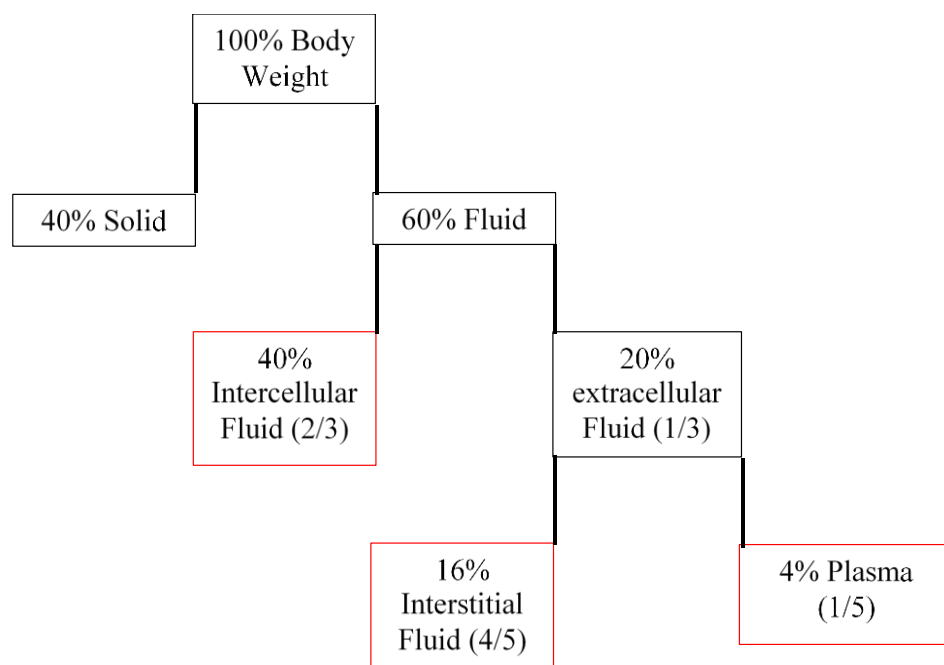 100% Body
Weight
40% Solid
60% Fluid
40%
Intercellular
Fluid (2/3)
20%
extracellular
Fluid (1/3)
16%
Interstitial
Fluid (4/5)
4% Plasma
(1/5)